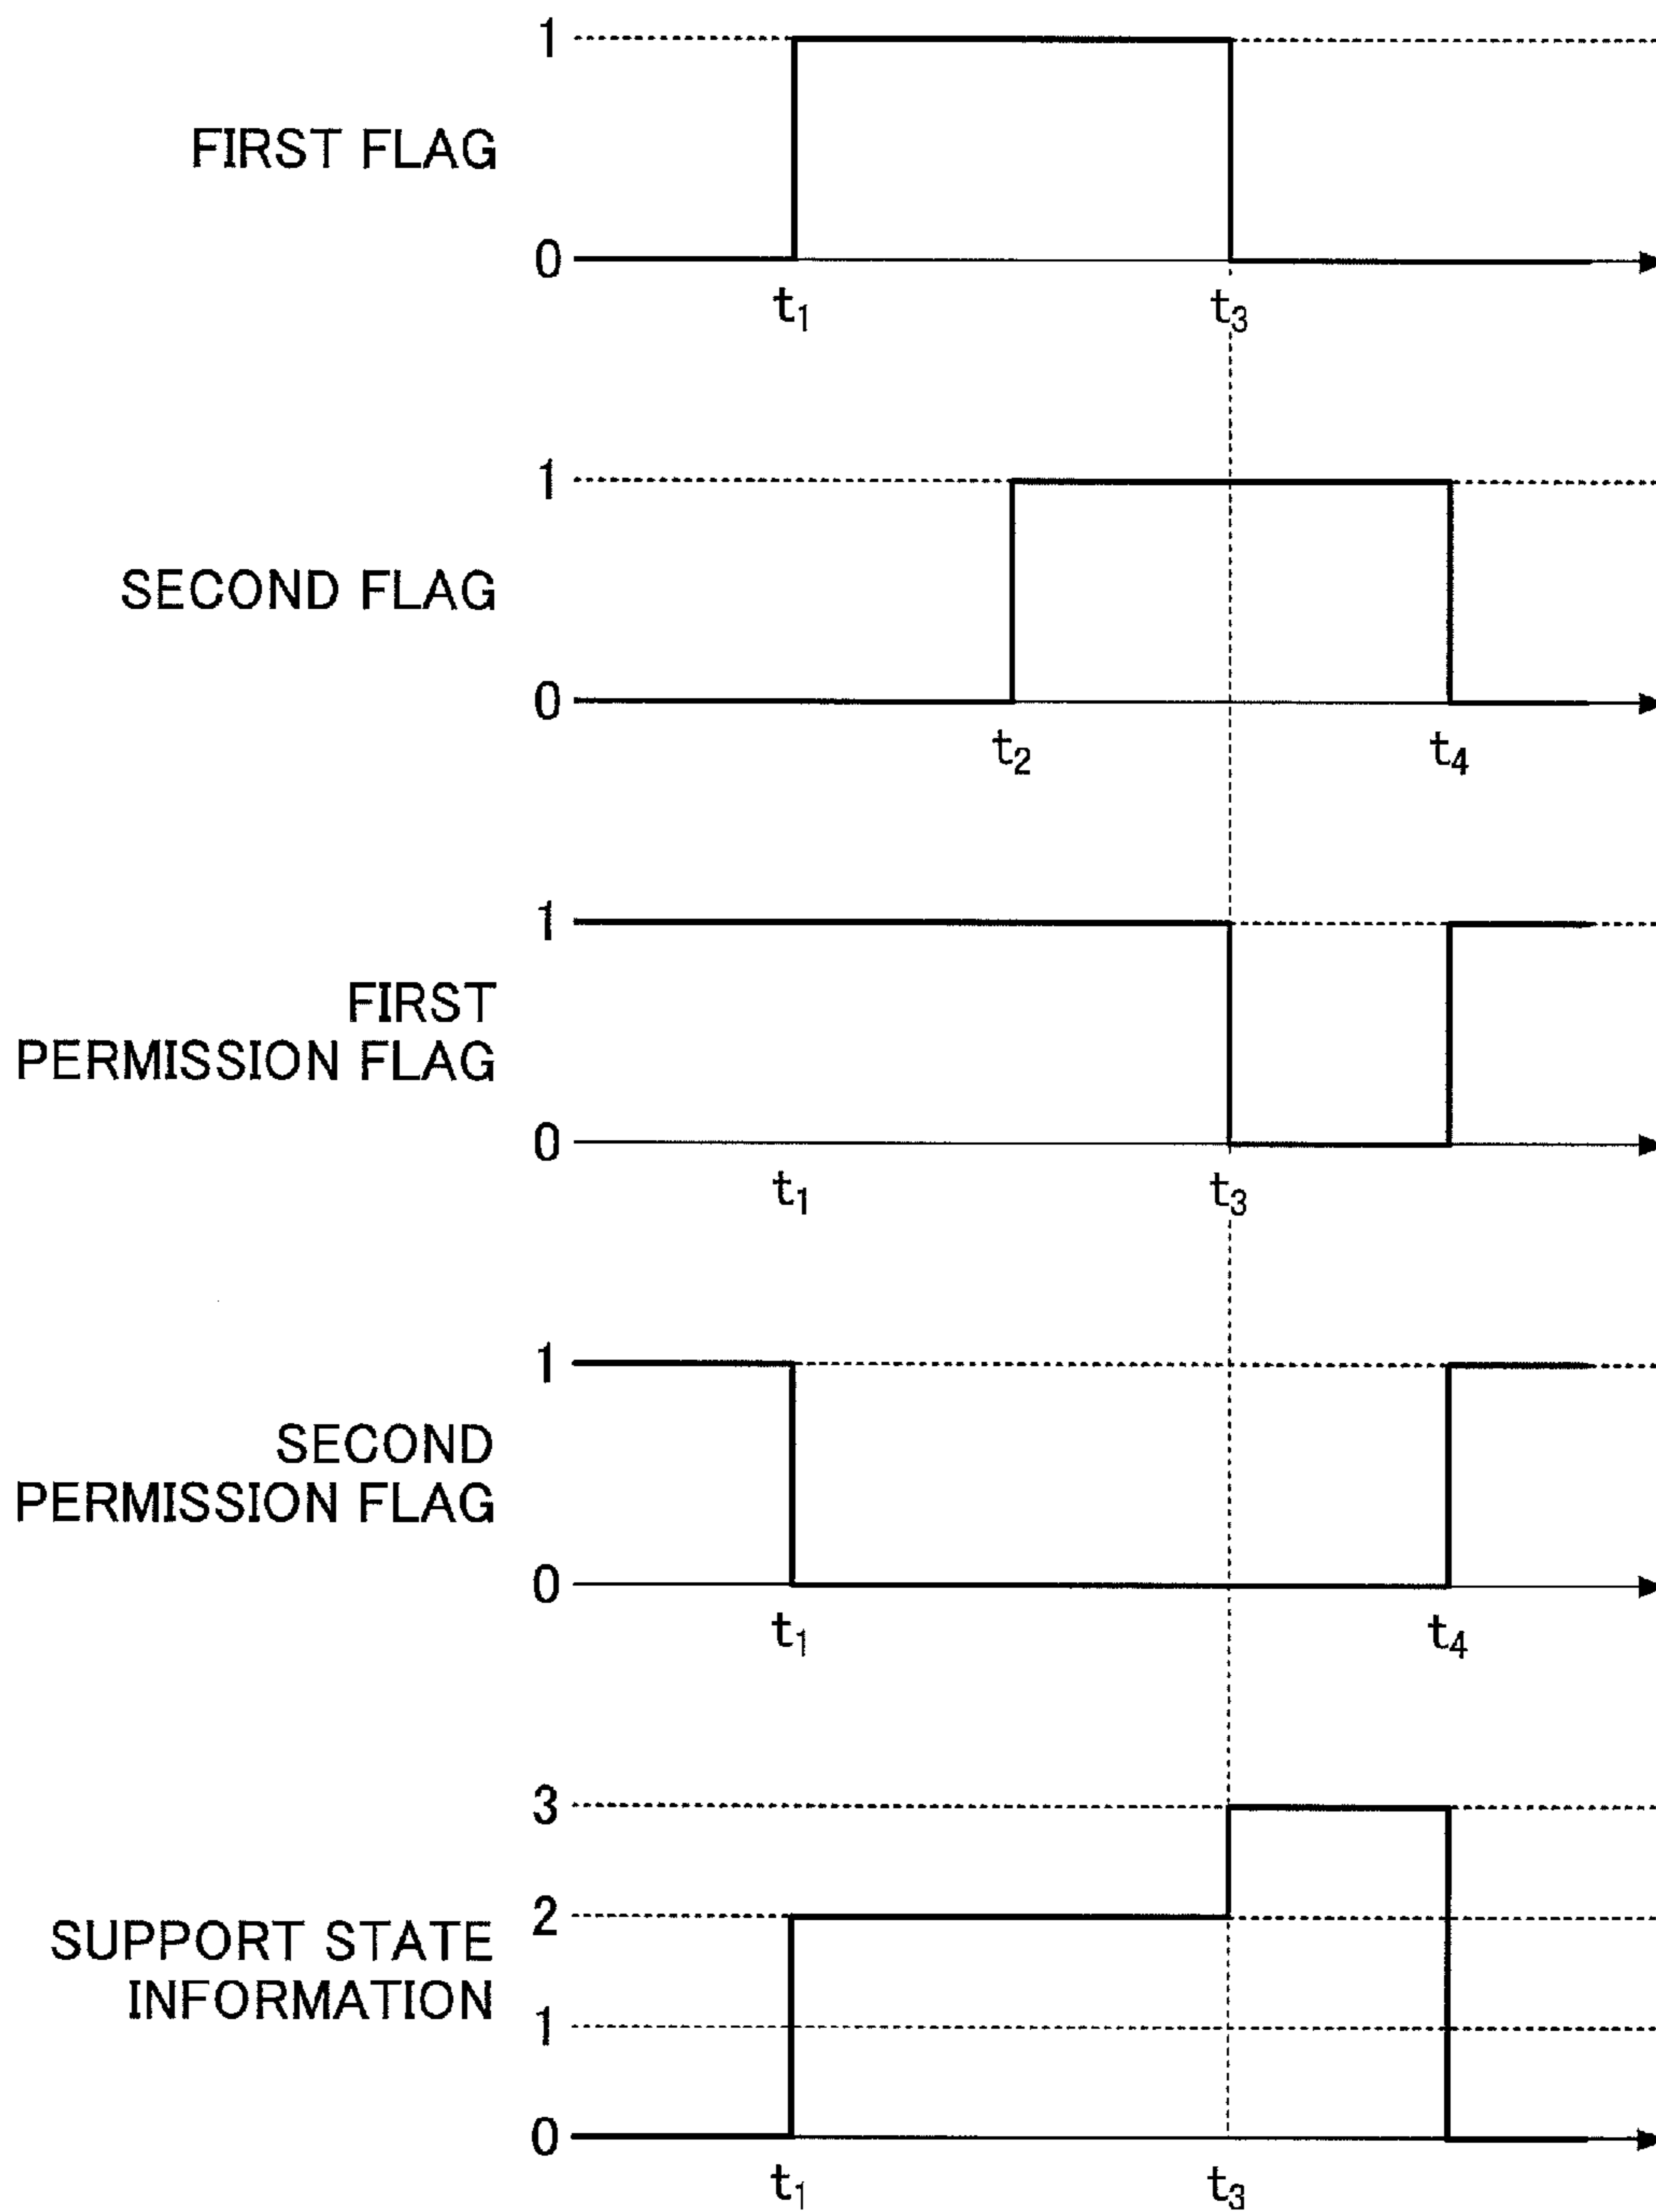 1
FIRST FLAG
0
t₁ t₃
1
SECOND FLAG
0
t₂ t₄
1
FIRST
PERMISSION FLAG
0
t₁ t₃
1
SECOND
PERMISSION FLAG
0
t₁ t₄
3
2
SUPPORT STATE
INFORMATION
1
0
t₁ t₃